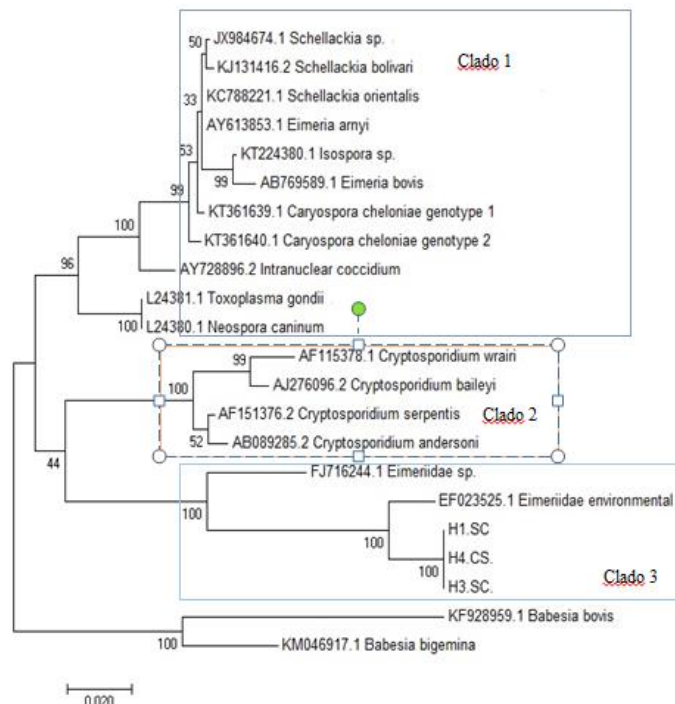 50
JX984674.1 Schellackia sp.
Clado 1
KJ131416.2 Schellackia bolivari
33
KC788221.1 Schellackia orientalis
AY613853.1 Eimeria arnyi
53
KT224380.1 Isospora sp.
99
AB769589.1 Eimeria bovis
99
KT361639.1 Caryospora cheloniae genotype 1
100
KT361640.1 Caryospora cheloniae genotype 2
96
AY728896.2 Intranuclear coccidium
L24381.1 Toxoplasma gondii
100
L24380.1 Neospora caninum
99
AF115378.1 Cryptosporidium wrairi
100
AJ276096.2 Cryptosporidium baileyi
AF151376.2 Cryptosporidium serpentis
Clado 2
52
AB089285.2 Cryptosporidium andersoni
44
FJ716244.1 Eimeriidae sp.
100
EF023525.1 Eimeriidae environmental
H1.SC
100
H4.CS.
100
Clado 3
H3.SC.
KF928959.1 Babesia bovis
100
KM046917.1 Babesia bigemina
0.020